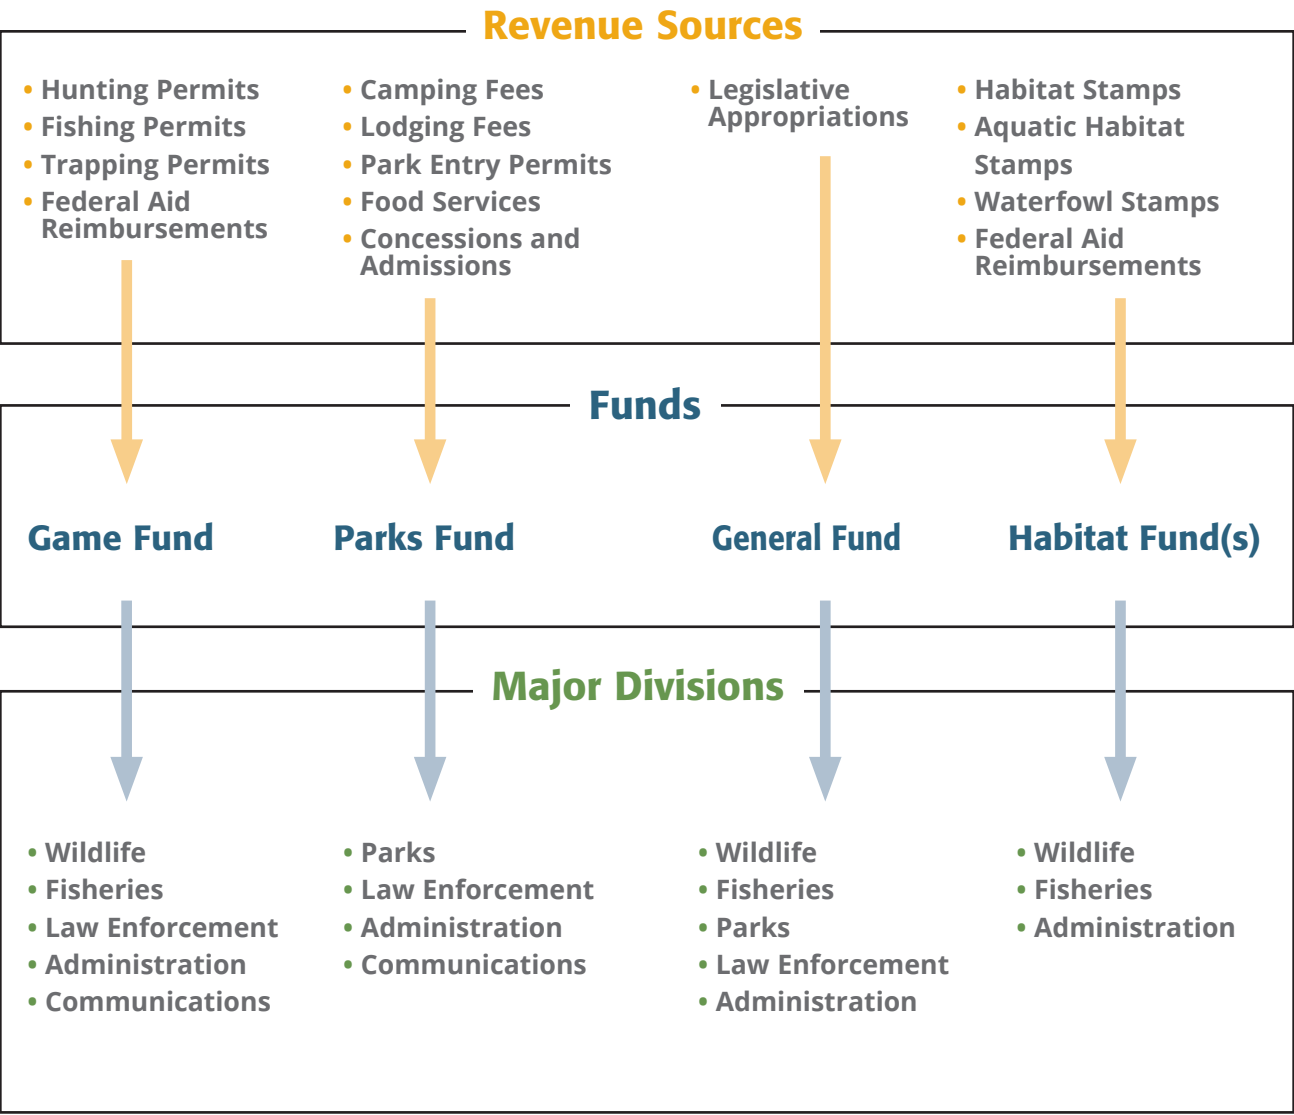 Revenue Sources
• Hunting Permits
• Fishing Permits
• Trapping Permits
• Federal Aid
Reimbursements
• Camping Fees
• Lodging Fees
• Park Entry Permits
• Food Services
• Concessions and
Admissions
• Legislative
Appropriations
• Habitat Stamps
• Aquatic Habitat
Stamps
• Waterfowl Stamps
• Federal Aid
Reimbursements
Funds
Game Fund
Parks Fund
General Fund
Habitat Fund(s)
Major Divisions
• Wildlife
• Fisheries
• Law Enforcement
• Administration
• Communications
• Parks
• Law Enforcement
• Administration
• Communications
• Wildlife
• Fisheries
• Parks
• Law Enforcement
• Administration
• Wildlife
• Fisheries
• Administration